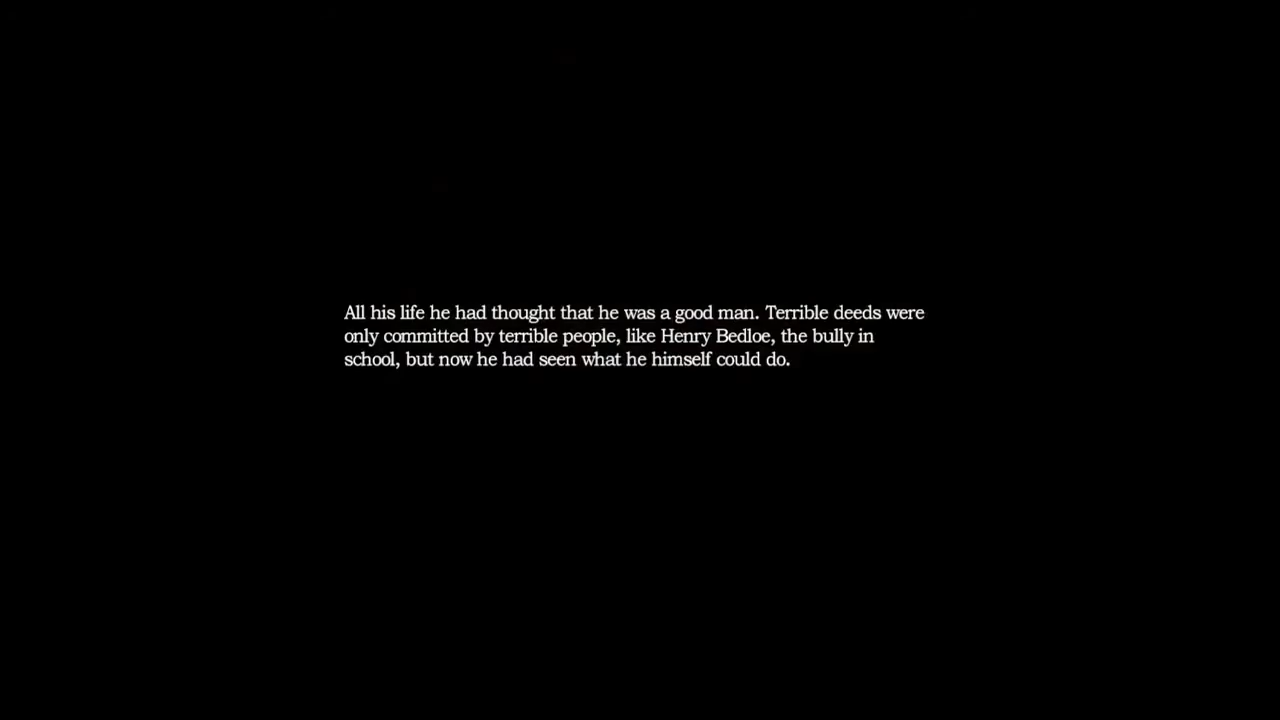 All his life he had thought that he was a good man. Terrible deeds were
only committed by terrible people, like Henry Bedloe, the bully in
school, but now he had seen what he himself could do.